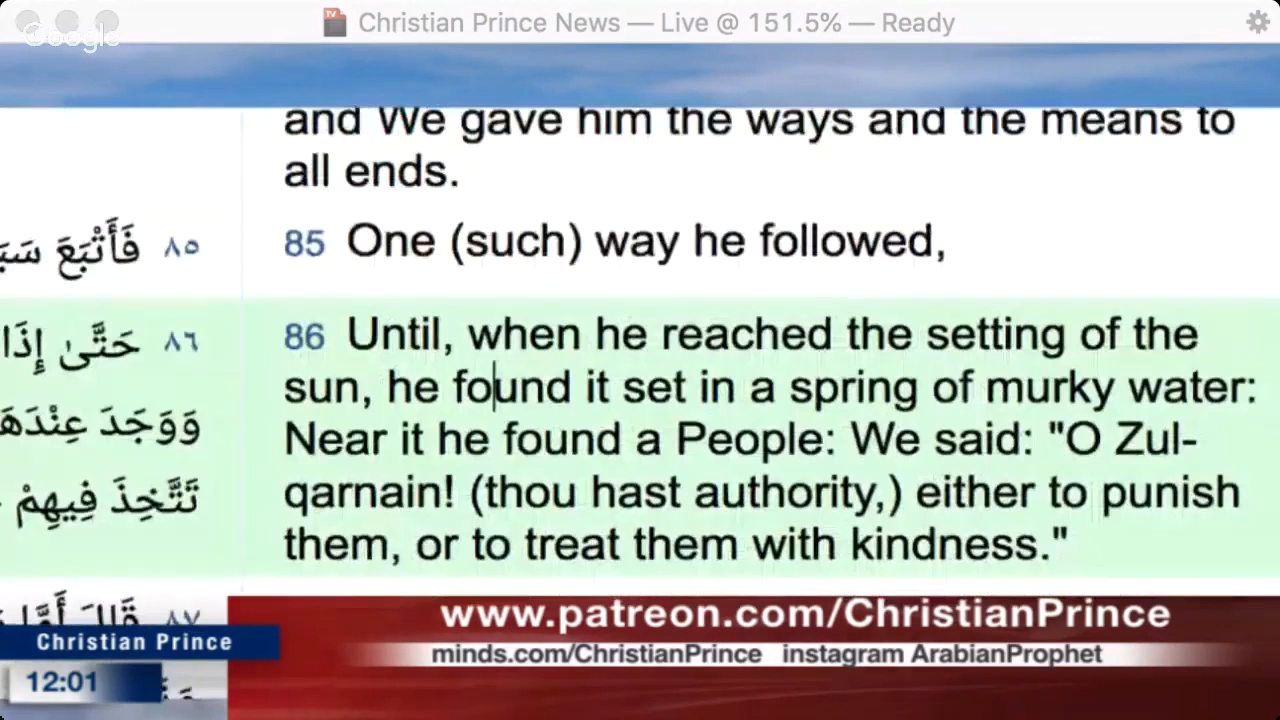 Google
Christian Prince News — Live @ 151.5% — Ready
and We gave him the ways and the means to
all ends.
فَأَتْبَعَ ٨٥
85 One (such) way he followed,
حَتَّىٰ إِذَا ٨٦
86 Until, when he reached the setting of the
sun, he found it set in a spring of murky water:
وَوَجَدَ
Near it he found a People: We said: "O Zul-
تَتَّخِذَ فِيهِمْ
qarnain! (thou hast authority,) either to punish
them, or to treat them with kindness."
٨٧
www.patreon.com/ChristianPrince
Christian Prince
minds.com/ChristianPrince instagram ArabianProphet
12:01